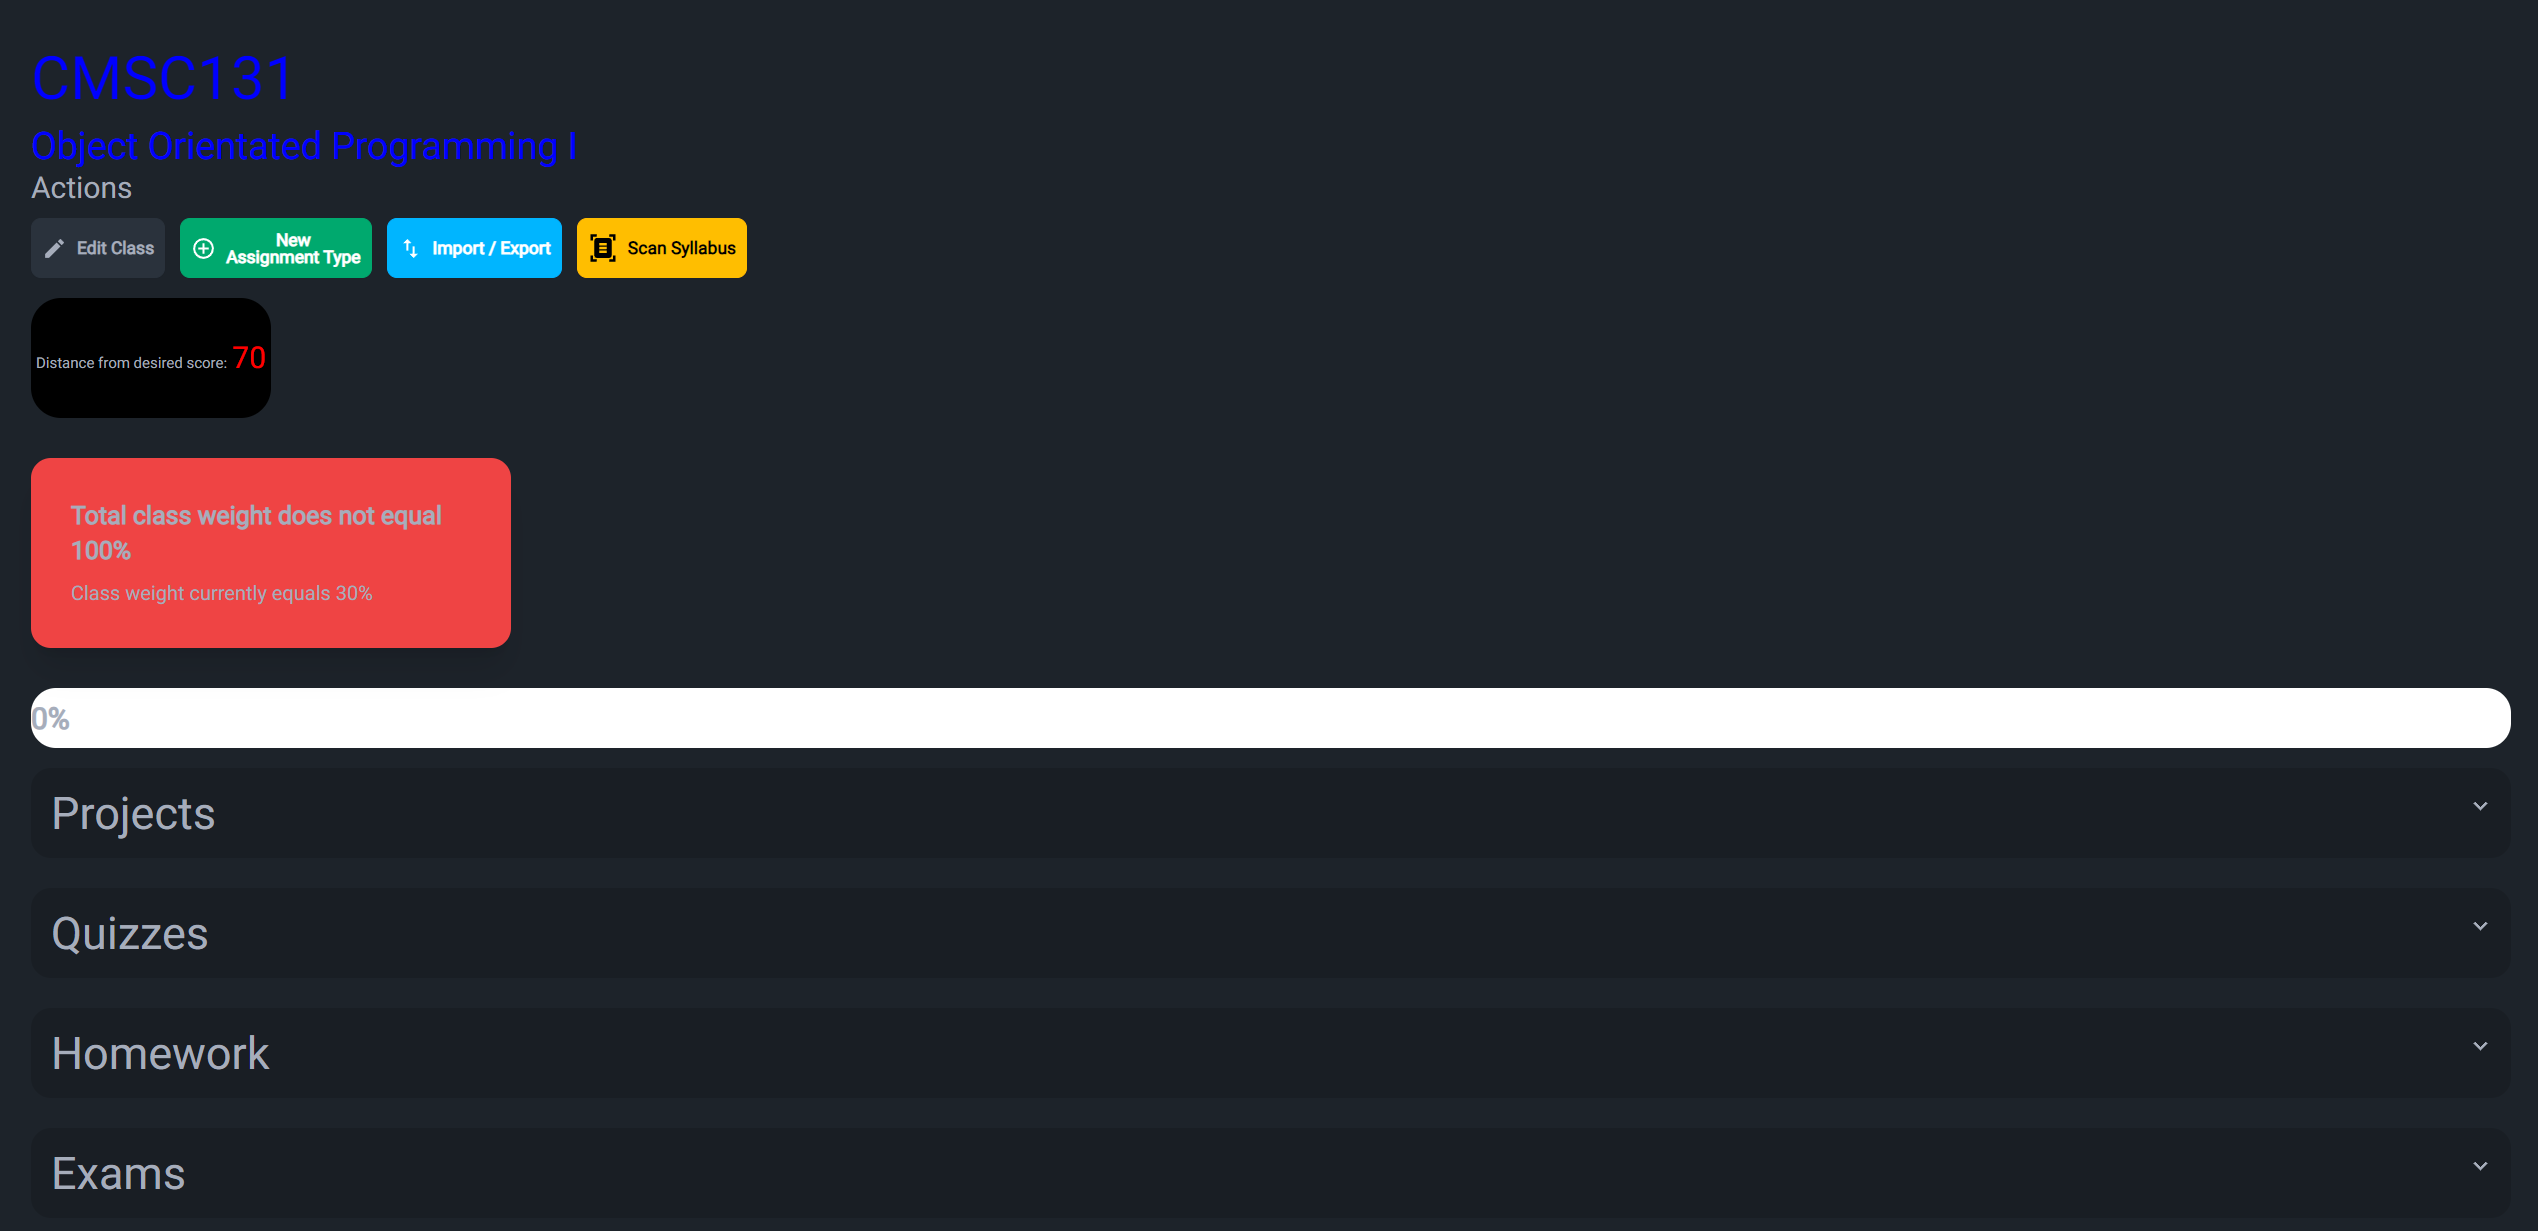 CMSC131
Object Orientated Programming I
Actions
Edit Class
New
Assignment Type
Import / Export
Scan Syllabus
Distance from desired score: 70
Total class weight does not equal
100%
Class weight currently equals 30%
0%
Projects
Quizzes
Homework
Exams